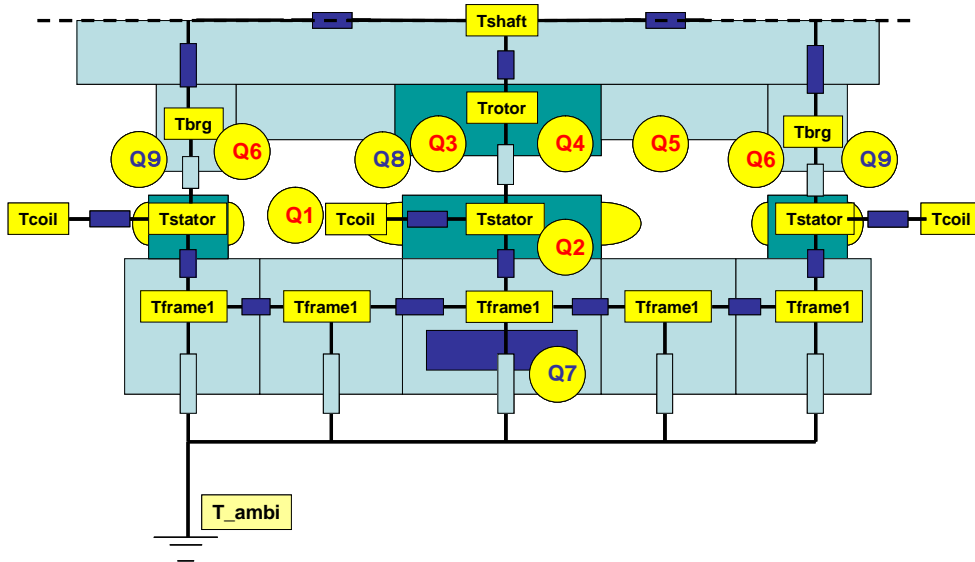 Tshaft
Trotor
Tbrg
Tbrg
Q9
Q6
Q8
Q3
Q4
Q5
Q6
Q9
Tcoil
Tstator
Q1
Tcoil
Tstator
Tstator
Tcoil
Q2
Tframe1
Tframe1
Tframe1
Tframe1
Tframe1
Q7
T_ambi